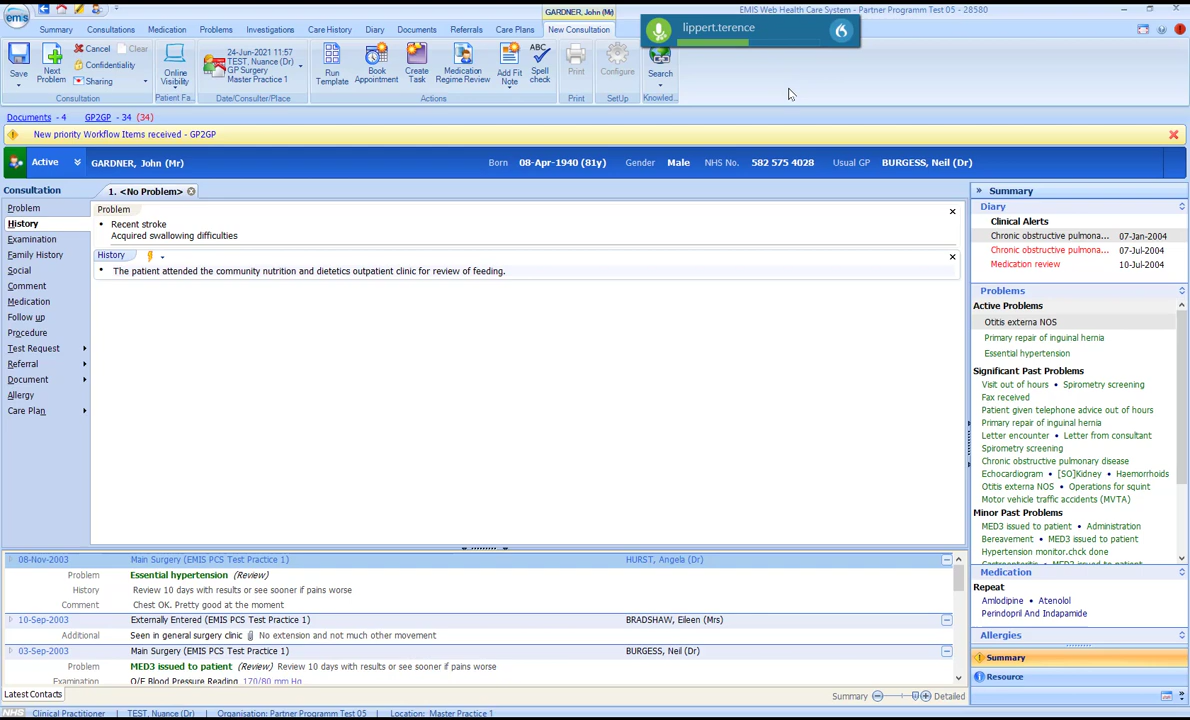 GARDNER, John (Mr)
EMIS Web Health Care System - Partner Programm Test 05 - 28580
emis
Summary Consultations Medication Problems Investigations Care History Diary Documents Referrals Care Plans New Consultation
lippert.terence
Save
Next Problem
Cancel Clear
Confidentiality
Sharing
Online Visibility
24-Jun-2021 11:57
TEST, Nuance (Dr)
GP Surgery
Master Practice 1
Run Template
Book Appointment
Create Task
Medication Regime Review
Add Fit Note
ABC
Spell check
Print
Configure
Search
Consultation Patient Fa... Date/Consulter/Place Actions Print SetUp Knowled...
Documents - 4 GP2GP - 34 (34)
New priority Workflow Items received - GP2GP
Active GARDNER, John (Mr) Born 08-Apr-1940 (81y) Gender Male NHS No. 582 575 4028 Usual GP BURGESS, Neil (Dr)
Consultation
1. <No Problem>
Problem
History
Examination
Family History
Social
Comment
Medication
Follow up
Procedure
Test Request
Referral
Document
Allergy
Care Plan
Problem
Recent stroke
Acquired swallowing difficulties
History
The patient attended the community nutrition and dietetics outpatient clinic for review of feeding.
Summary
Diary
Clinical Alerts
Chronic obstructive pulmona... 07-Jan-2004
Chronic obstructive pulmona... 07-Jul-2004
Medication review 10-Jul-2004
Problems
Active Problems
Otitis externa NOS
Primary repair of inguinal hernia
Essential hypertension
Significant Past Problems
Visit out of hours • Spirometry screening
Fax received
Patient given telephone advice out of hours
Primary repair of inguinal hernia
Letter encounter • Letter from consultant
Spirometry screening
Chronic obstructive pulmonary disease
Echocardiogram • [SO]Kidney • Haemorrhoids
Otitis externa NOS • Operations for squint
Motor vehicle traffic accidents (MVTA)
Minor Past Problems
MED3 issued to patient • Administration
Bereavement • MED3 issued to patient
Hypertension monitor.chck done
Medication
Repeat
Amlodipine • Atenolol
Perindopril And Indapamide
Allergies
Summary
Resource
08-Nov-2003 Main Surgery (EMIS PCS Test Practice 1) HURST, Angela (Dr)
Problem Essential hypertension (Review)
History Review 10 days with results or see sooner if pains worse
Comment Chest OK. Pretty good at the moment
10-Sep-2003 Externally Entered (EMIS PCS Test Practice 1) BRADSHAW, Eileen (Mrs)
Additional Seen in general surgery clinic No extension and not much other movement
03-Sep-2003 Main Surgery (EMIS PCS Test Practice 1) BURGESS, Neil (Dr)
Problem MED3 issued to patient (Review) Review 10 days with results or see sooner if pains worse
Examination O/E Blood Pressure Reading 170/80 mm Hg
Latest Contacts
Summary Detailed
NHS Clinical Practitioner TEST, Nuance (Dr) Organisation: Partner Programm Test 05 Location: Master Practice 1